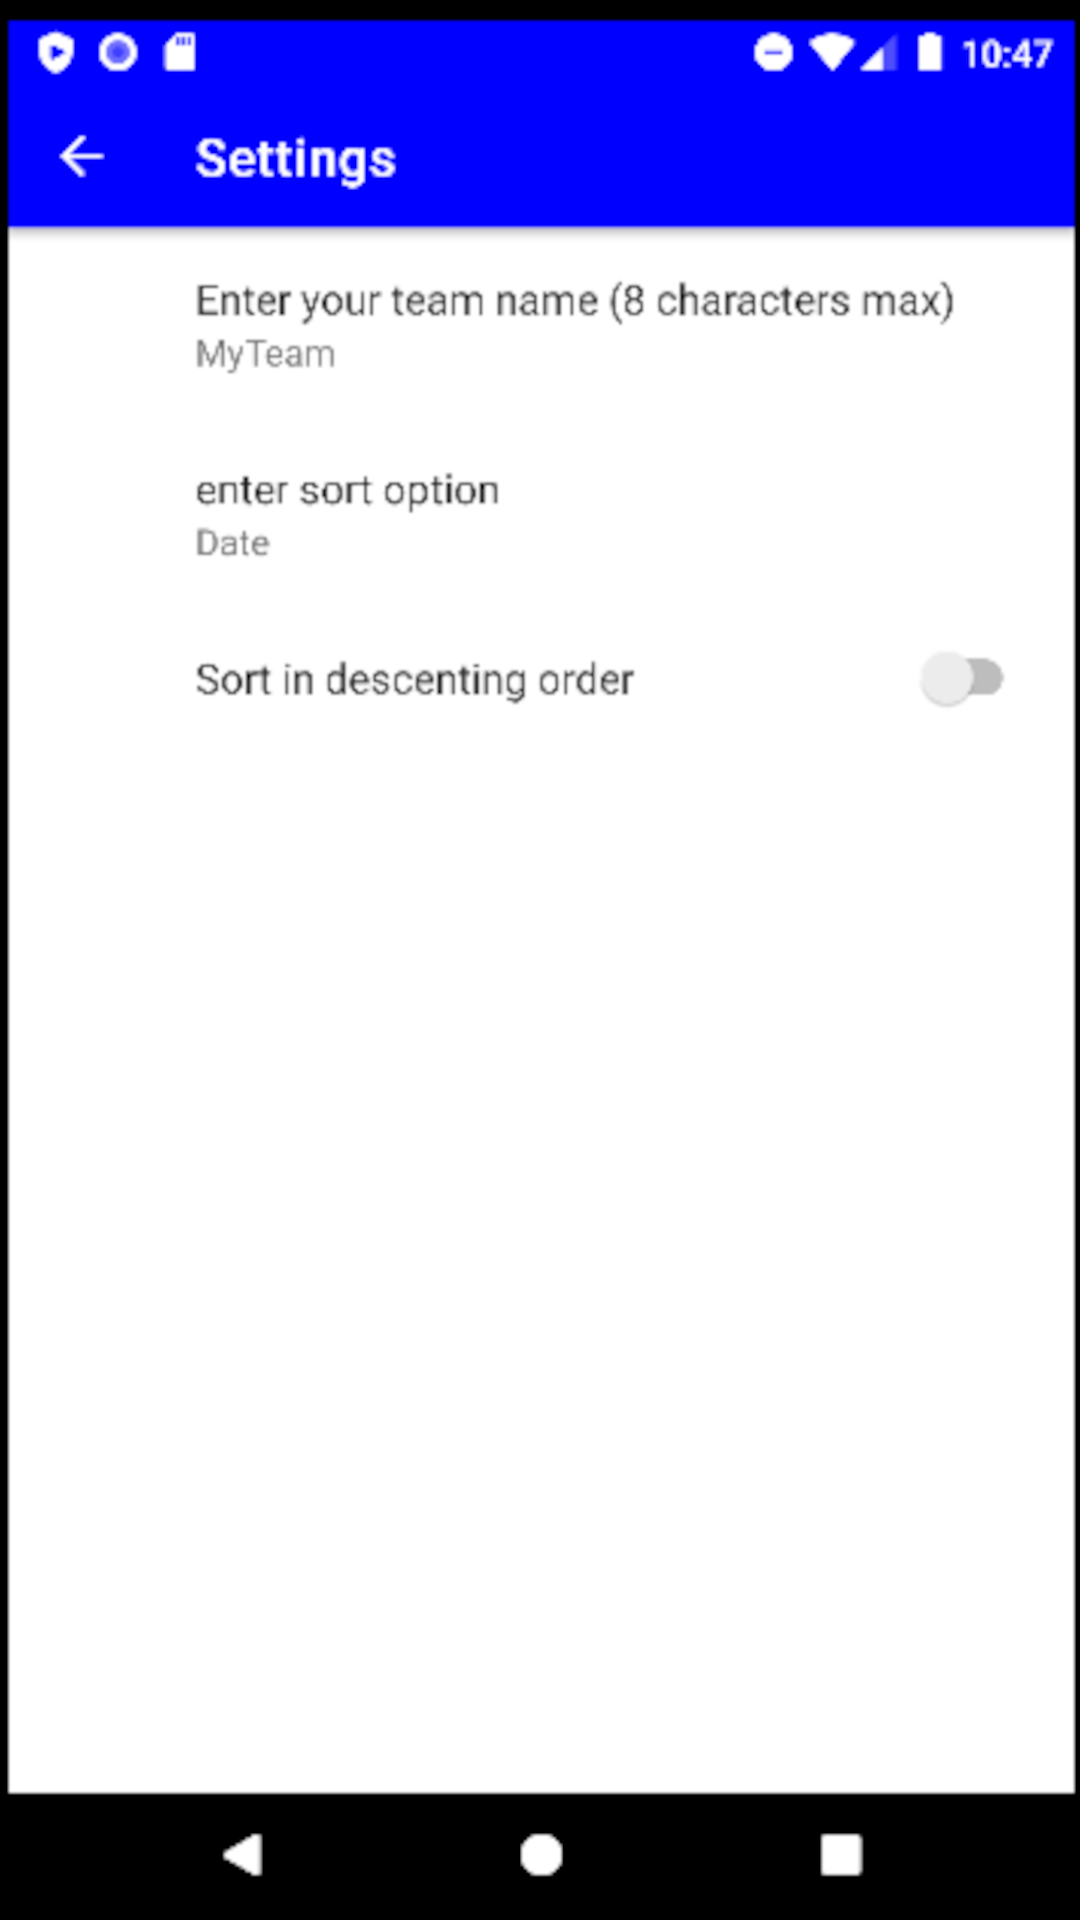 10:47
Settings
Enter your team name (8 characters max)
MyTeam
enter sort option
Date
Sort in descenting order